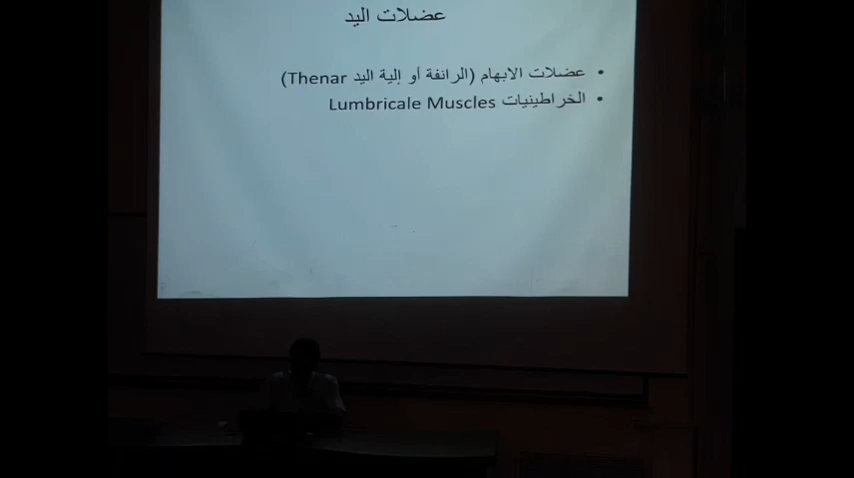 عضلات اليد
• عضلات الابهام (الرانفة أو إلية اليد Thenar)
• الخراطينيات Lumbricale Muscles